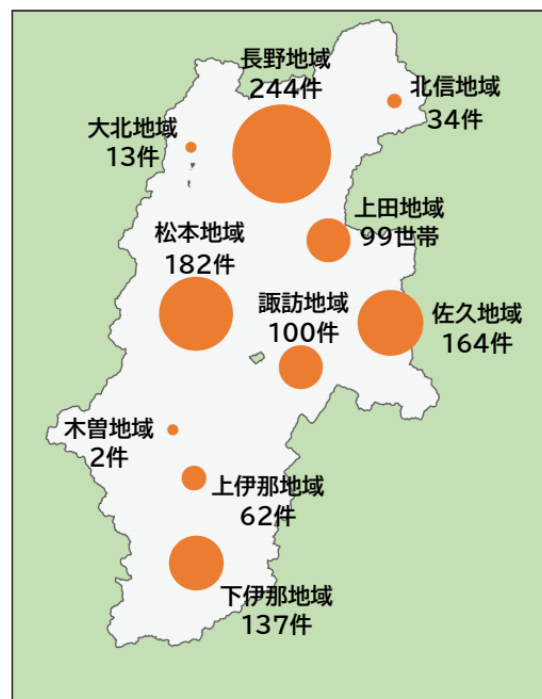 長野地域
244件
北信地域
34件
大北地域
13件
上田地域
99世帯
松本地域
182件
諏訪地域
100件
佐久地域
164件
木曽地域
2件
上伊那地域
62件
下伊那地域
137件